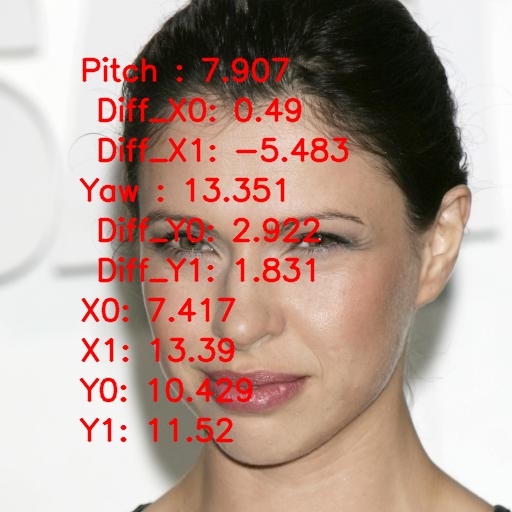 Pitch : 7.907
Diff_X0: 0.49
Diff_X1: -5.483
Yaw : 13.351
Diff_Y0: 2.922
Diff_Y1: 1.831
X0: 7.417
X1: 13.39
Y0: 10.429
Y1: 11.52